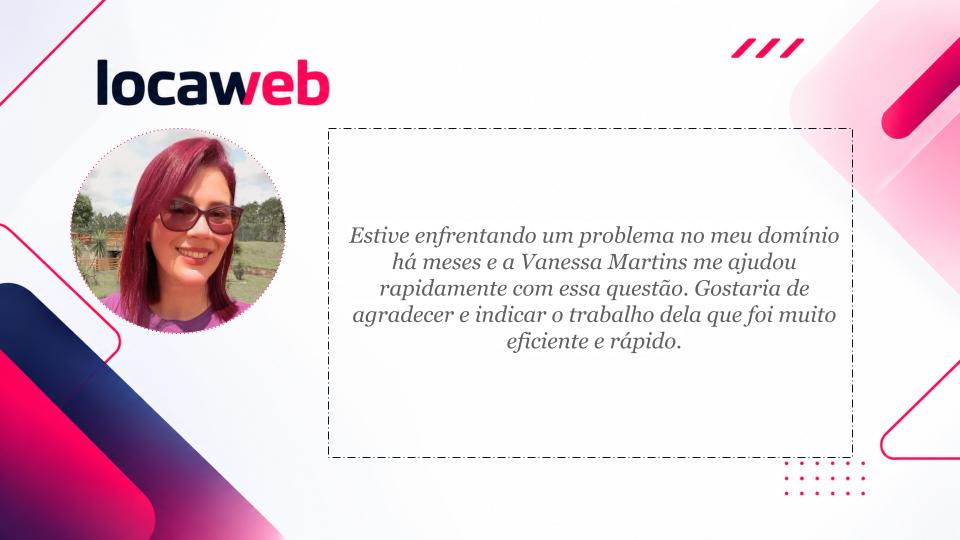 locaweb
Estive enfrentando um problema no meu domínio
há meses e a Vanessa Martins me ajudou
rapidamente com essa questão. Gostaria de
agradecer e indicar o trabalho dela que foi muito
eficiente e rápido.